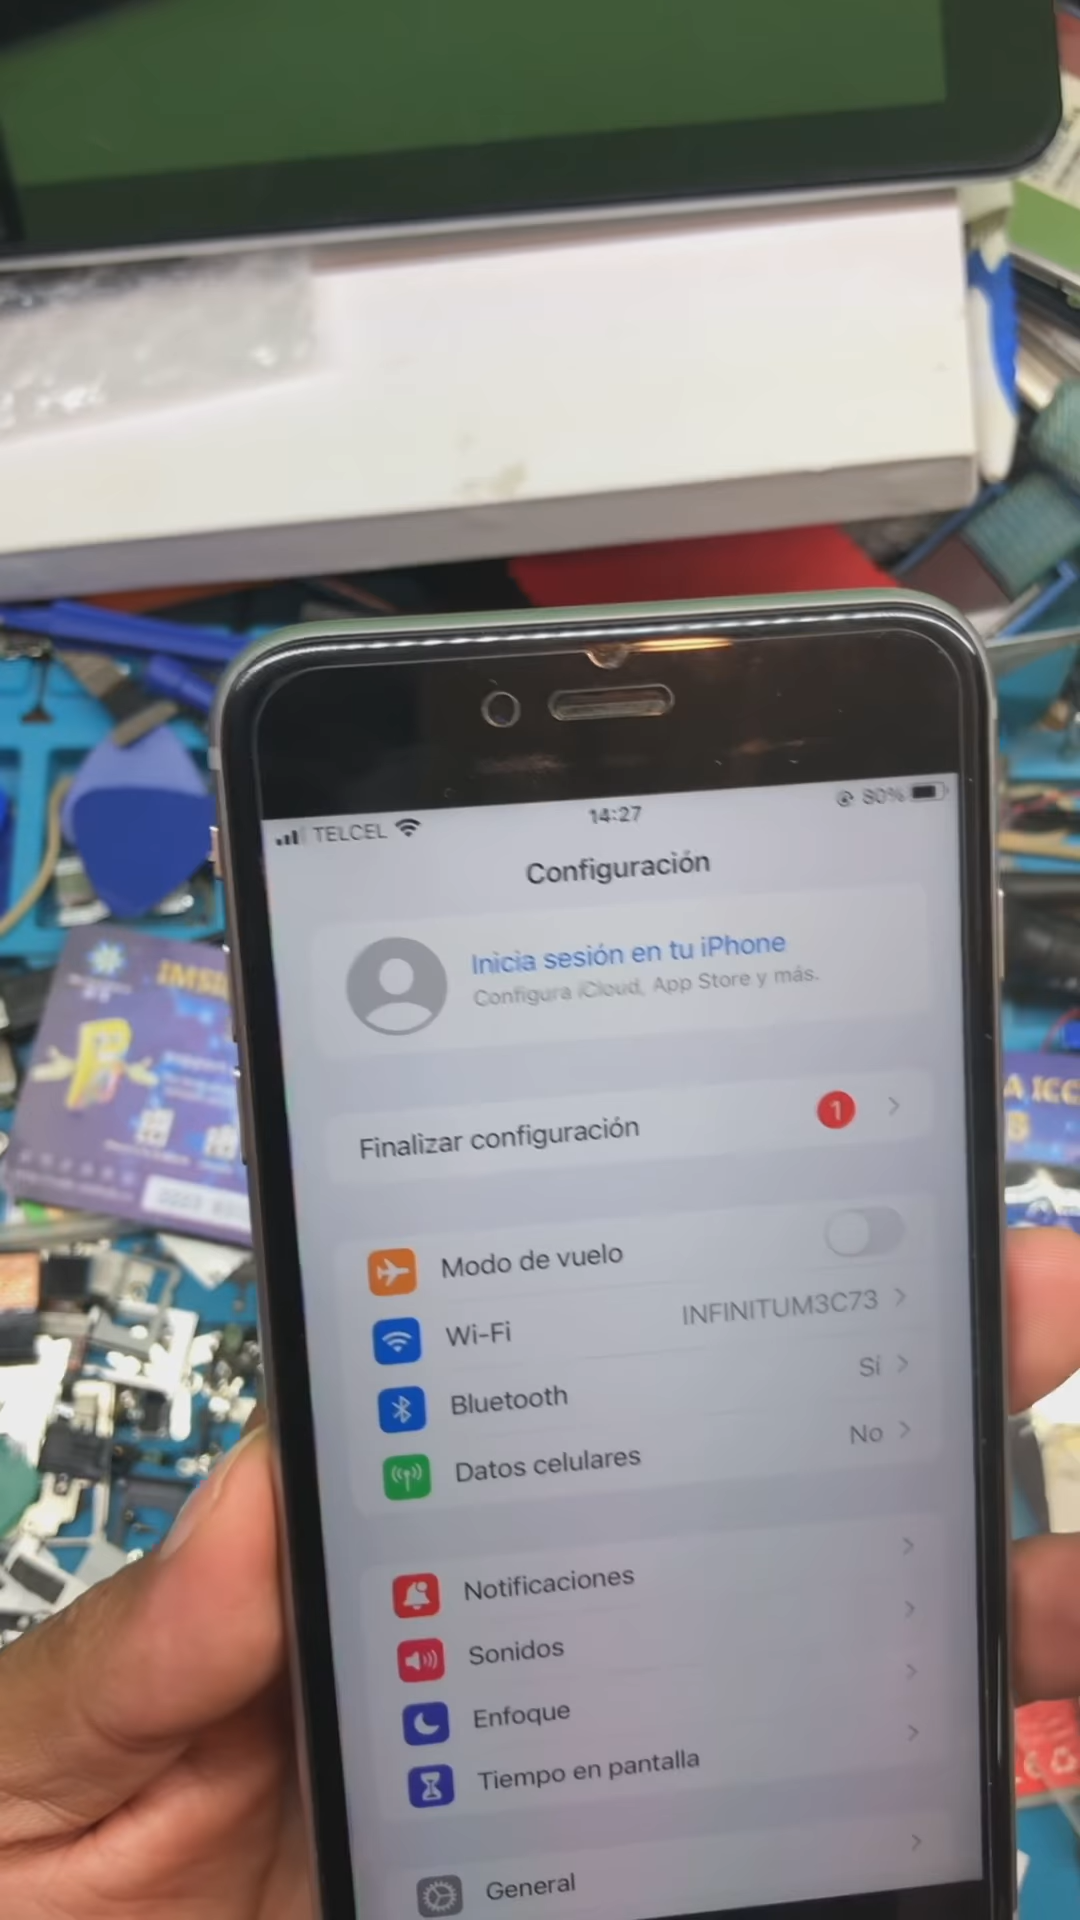 TELCEL
14:27
80%
Configuración
Inicia sesión en tu iPhone
Configura iCloud, App Store y más.
Finalizar configuración
1
Modo de vuelo
Wi-Fi
INFINITUM3C73
Bluetooth
Sí
Datos celulares
No
Notificaciones
Sonidos
Enfoque
Tiempo en pantalla
General